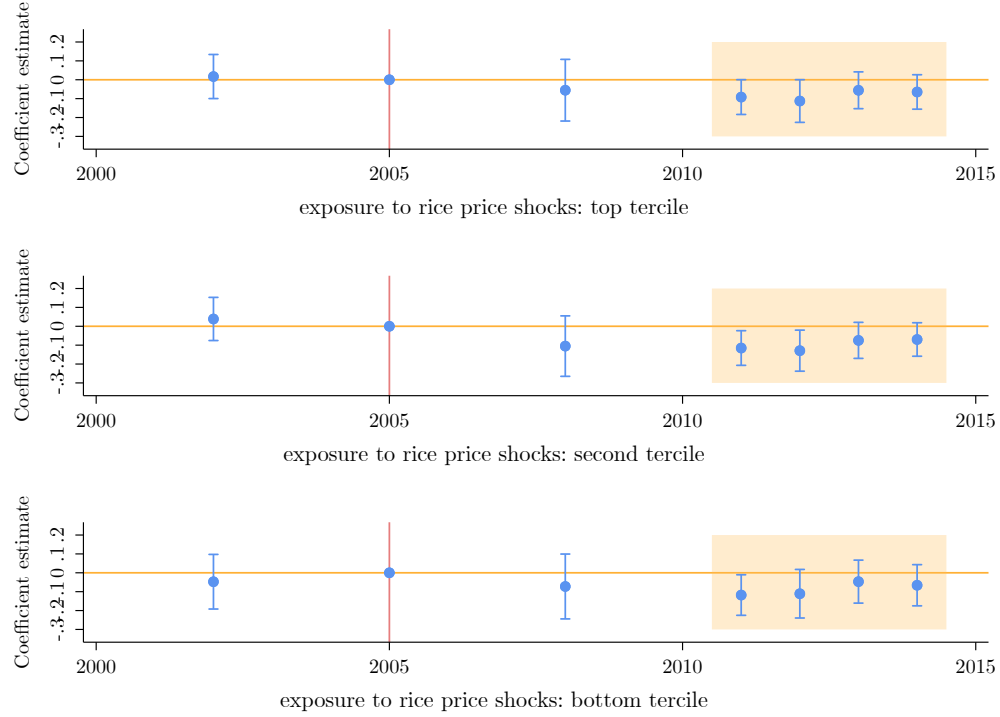 Coefficient estimate
-.3-.2-.1 0 .1 .2
2000 2005 2010 2015
exposure to rice price shocks: top tercile
Coefficient estimate
-.3-.2-.1 0 .1 .2
2000 2005 2010 2015
exposure to rice price shocks: second tercile
Coefficient estimate
-.3-.2-.1 0 .1 .2
2000 2005 2010 2015
exposure to rice price shocks: bottom tercile